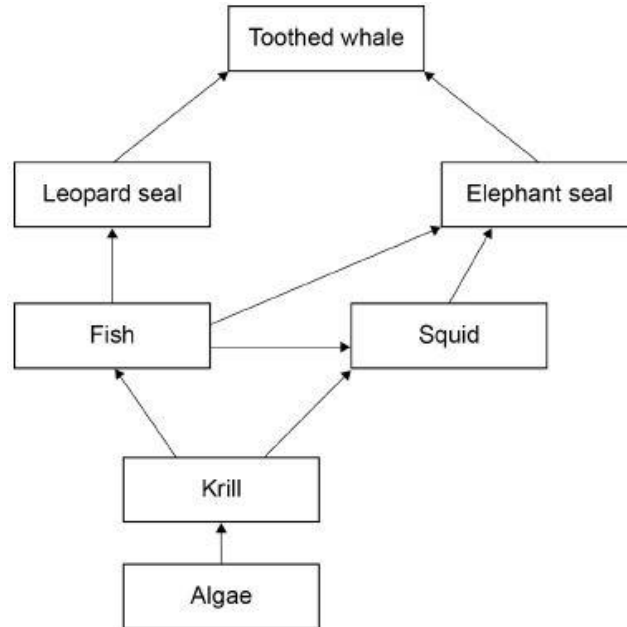 Toothed whale
Leopard seal
Elephant seal
Fish
Squid
Krill
Algae